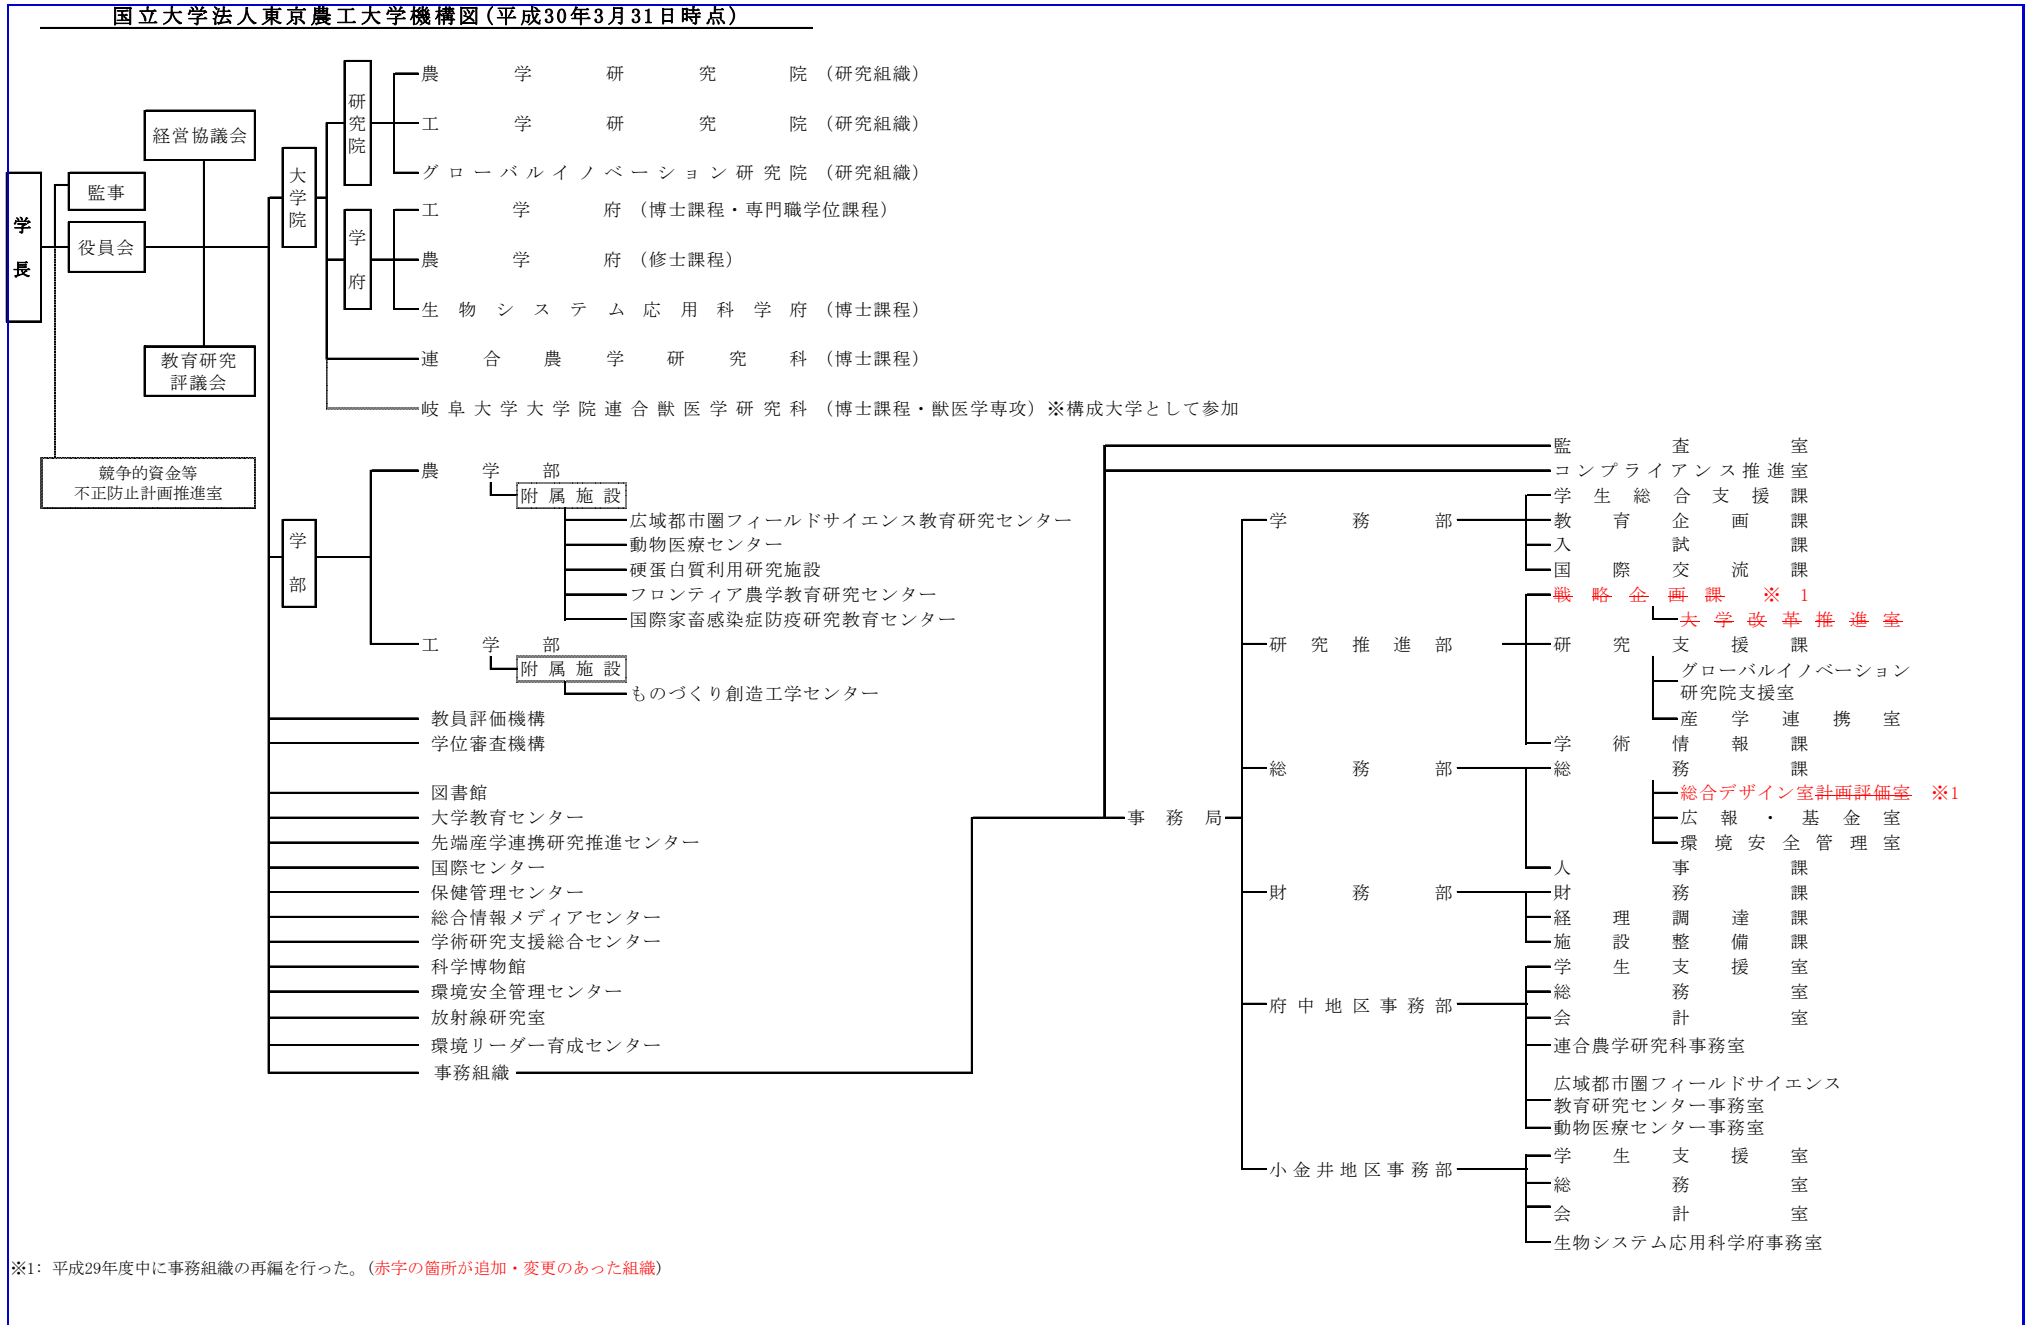 国立大学法人東京農工大学機構図(平成30年3月31日時点)
学長
監事
役員会
経営協議会
教育研究
評議会
競争的資金等
不正防止計画推進室
大学院
研究院
農学研究院（研究組織）
工学研究院（研究組織）
グローバルイノベーション研究院（研究組織）
学府
工学府（博士課程・専門職学位課程）
農学府（修士課程）
生物システム応用科学府（博士課程）
連合農学研究科（博士課程）
岐阜大学大学院連合獣医学研究科（博士課程・獣医学専攻）※構成大学として参加
学部
農学部
附属施設
広域都市圏フィールドサイエンス教育研究センター
動物医療センター
硬蛋白質利用研究施設
フロンティア農学教育研究センター
国際家畜感染症防疫研究教育センター
工学部
附属施設
ものづくり創造工学センター
教員評価機構
学位審査機構
図書館
大学教育センター
先端産学連携研究推進センター
国際センター
保健管理センター
総合情報メディアセンター
学術研究支援総合センター
科学博物館
環境安全管理センター
放射線研究室
環境リーダー育成センター
事務組織
事務局
監査室
コンプライアンス推進室
学務部
学生総合支援課
教育企画課
入試課
国際交流課
研究推進部
戦略企画課　※1
大学改革推進室
研究支援課
グローバルイノベーション
研究院支援室
産学連携室
学術情報課
総務部
総務課
総合デザイン室計画評価室　※1
広報・基金室
環境安全管理室
人事課
財務部
財務課
経理調達課
施設整備課
府中地区事務部
学生支援室
総務室
会計室
連合農学研究科事務室
広域都市圏フィールドサイエンス
教育研究センター事務室
動物医療センター事務室
小金井地区事務部
学生支援室
総務室
会計室
生物システム応用科学府事務室
※1: 平成29年度中に事務組織の再編を行った。(赤字の箇所が追加・変更のあった組織)